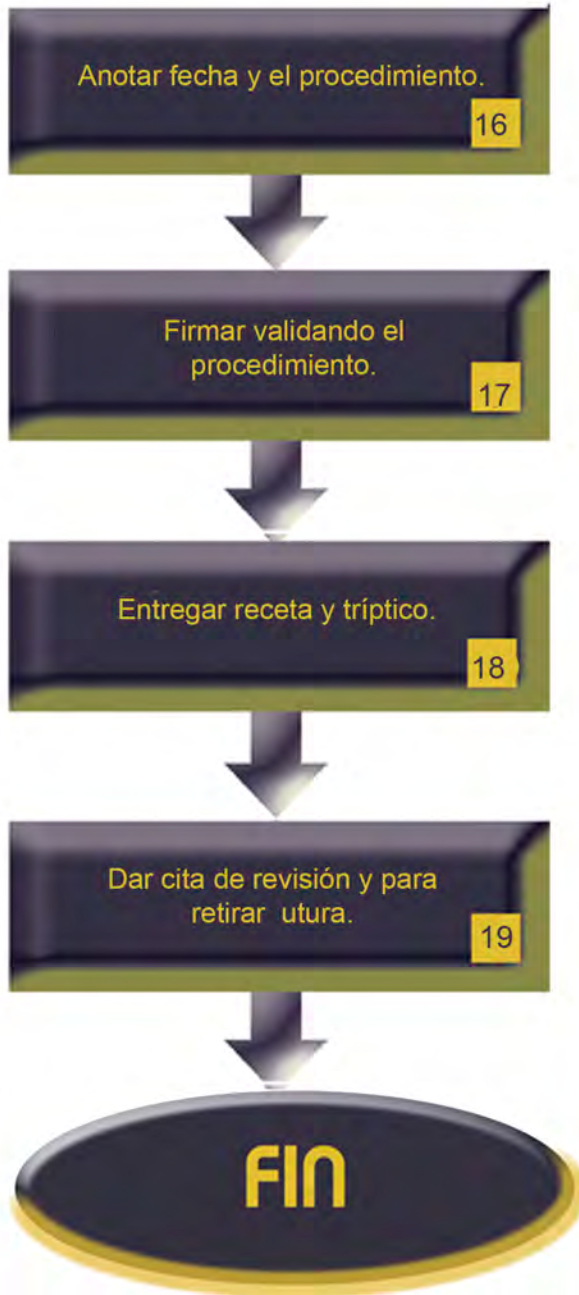 Anotar fecha y el procedimiento.
16
Firmar validando el
procedimiento.
17
Entregar receta y tríptico.
18
Dar cita de revisión y para
retirar utura.
19
FIN